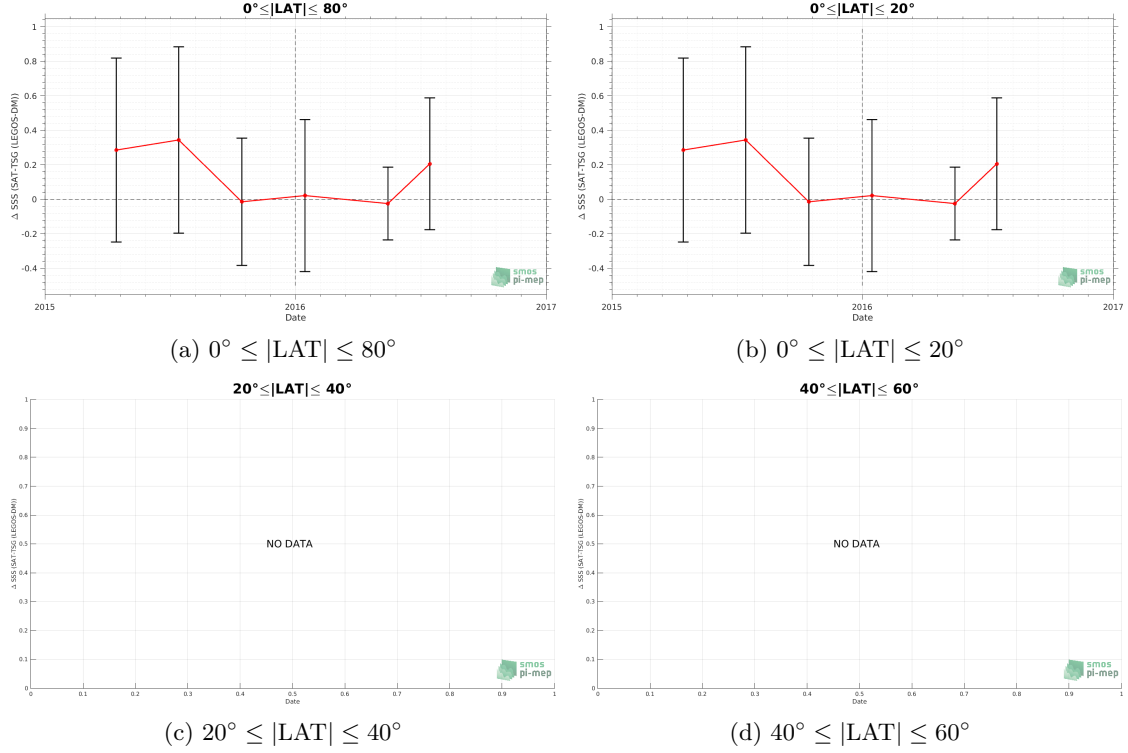 0°≤|LAT|≤ 80°
1
0.8
0.6
0.4
0.2
0
-0.2
-0.4
Δ SSS (SAT-TSG (LEGOS-DM))
2015
2016
2017
Date
smos
pi-mep
(a) 0° ≤ |LAT| ≤ 80°
0°≤|LAT|≤ 20°
1
0.8
0.6
0.4
0.2
0
-0.2
-0.4
Δ SSS (SAT-TSG (LEGOS-DM))
2015
2016
2017
Date
smos
pi-mep
(b) 0° ≤ |LAT| ≤ 20°
20°≤|LAT|≤ 40°
1
0.9
0.8
0.7
0.6
0.5
0.4
0.3
0.2
0.1
0
Δ SSS (SAT-TSG (LEGOS-DM))
NO DATA
0 0.1 0.2 0.3 0.4 0.5 0.6 0.7 0.8 0.9 1
Date
smos
pi-mep
(c) 20° ≤ |LAT| ≤ 40°
40°≤|LAT|≤ 60°
1
0.9
0.8
0.7
0.6
0.5
0.4
0.3
0.2
0.1
0
Δ SSS (SAT-TSG (LEGOS-DM))
NO DATA
0 0.1 0.2 0.3 0.4 0.5 0.6 0.7 0.8 0.9 1
Date
smos
pi-mep
(d) 40° ≤ |LAT| ≤ 60°